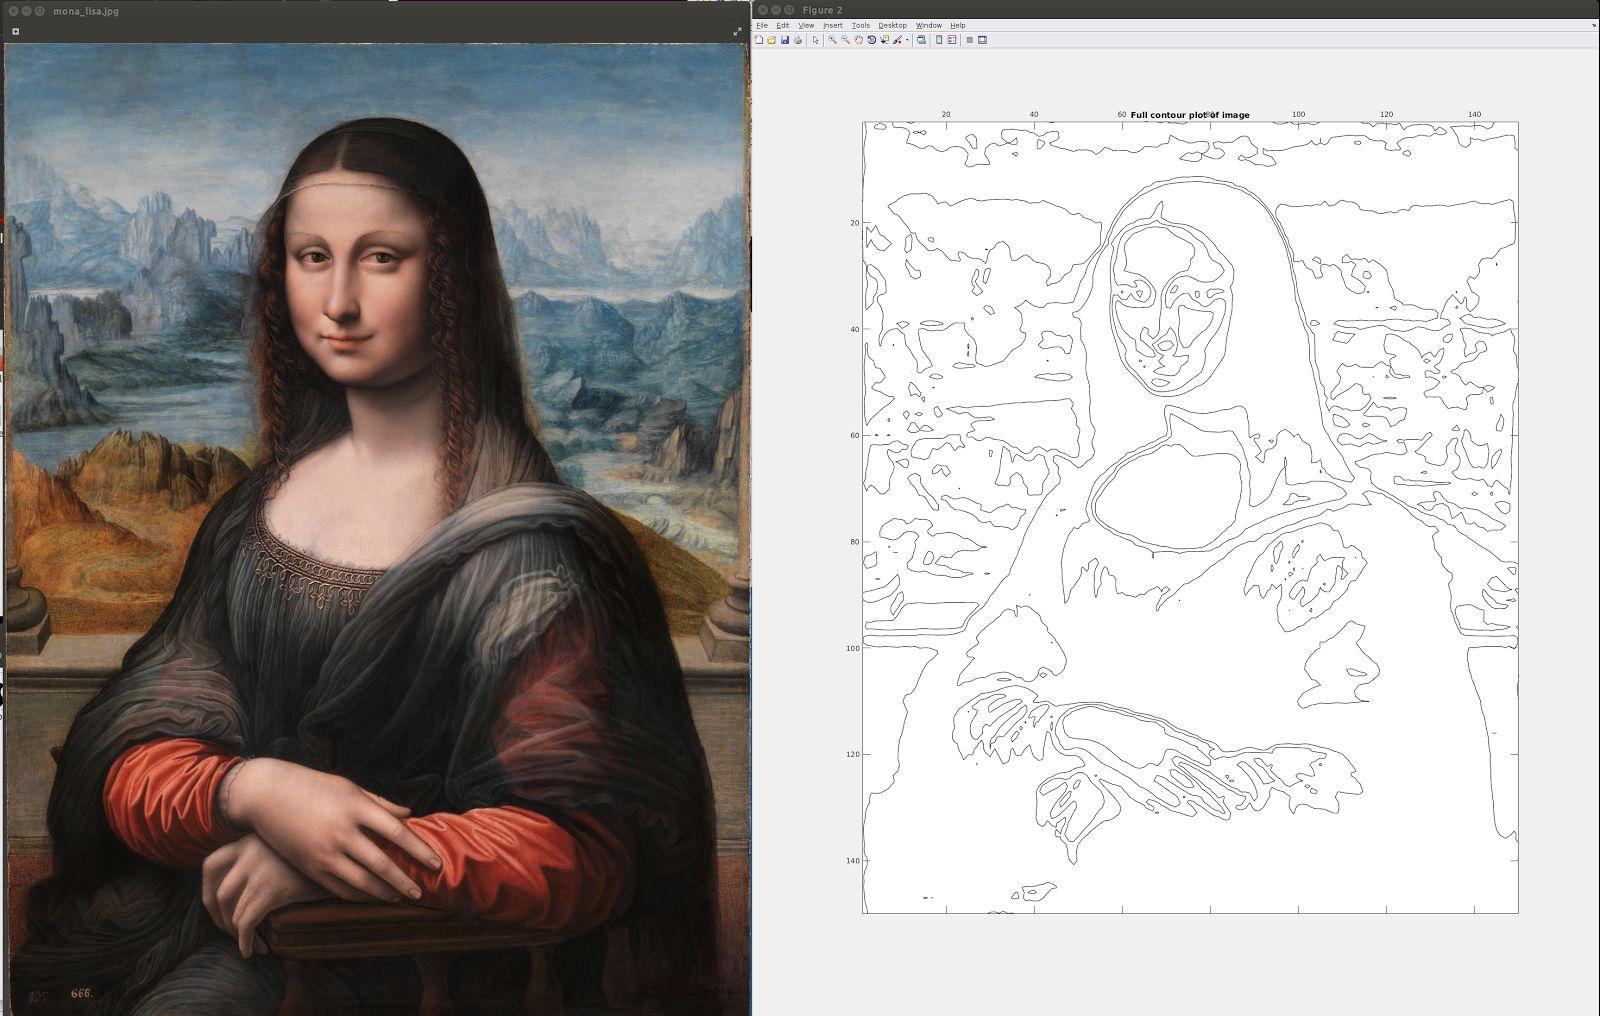 mona_lisa.jpg
Figure 2
File Edit View Insert Tools Desktop Window Help
Full contour plot of image
20 40 60 80 100 120 140
20
40
60
80
100
120
140
666.